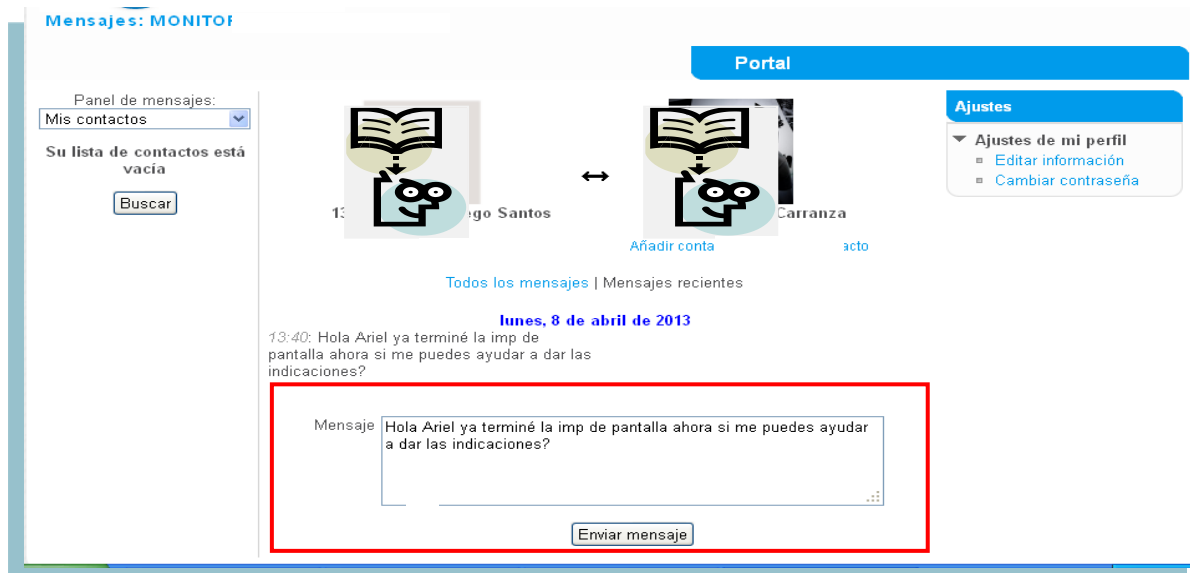 Mensajes: MONITOR
Portal
Panel de mensajes:
Mis contactos
Su lista de contactos está
vacía
Buscar
13
ego Santos
Carranza
Añadir conta
acto
Todos los mensajes | Mensajes recientes
lunes, 8 de abril de 2013
13:40: Hola Ariel ya terminé la imp de
pantalla ahora si me puedes ayudar a dar las
indicaciones?
Mensaje
Hola Ariel ya terminé la imp de pantalla ahora si me puedes ayudar
a dar las indicaciones?
Enviar mensaje
Ajustes
Ajustes de mi perfil
Editar información
Cambiar contraseña